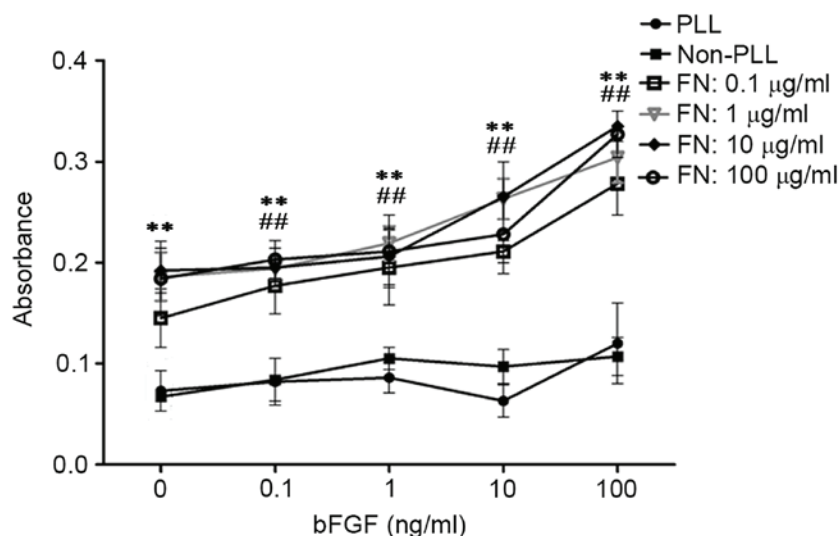 PLL
Non-PLL
FN: 0.1 µg/ml
FN: 1 µg/ml
FN: 10 µg/ml
FN: 100 µg/ml
0.4
0.3
0.2
0.1
0.0
Absorbance
**
**
##
**
##
**
##
**
##
0 0.1 1 10 100
bFGF (ng/ml)